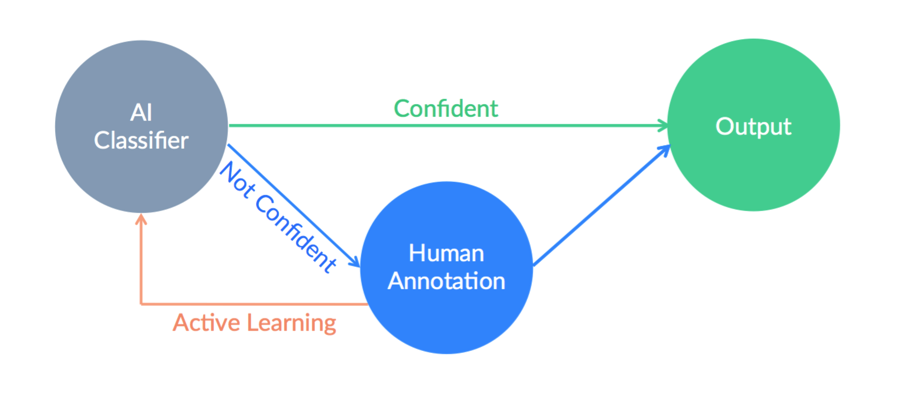 AI
Classifier
Confident
Output
Not Confident
Human
Annotation
Active Learning